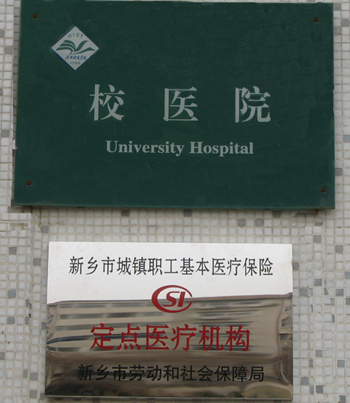 校医院
University Hospital
新乡市城镇职工基本医疗保险
SI
定点医疗机构
新乡市劳动和社会保障局